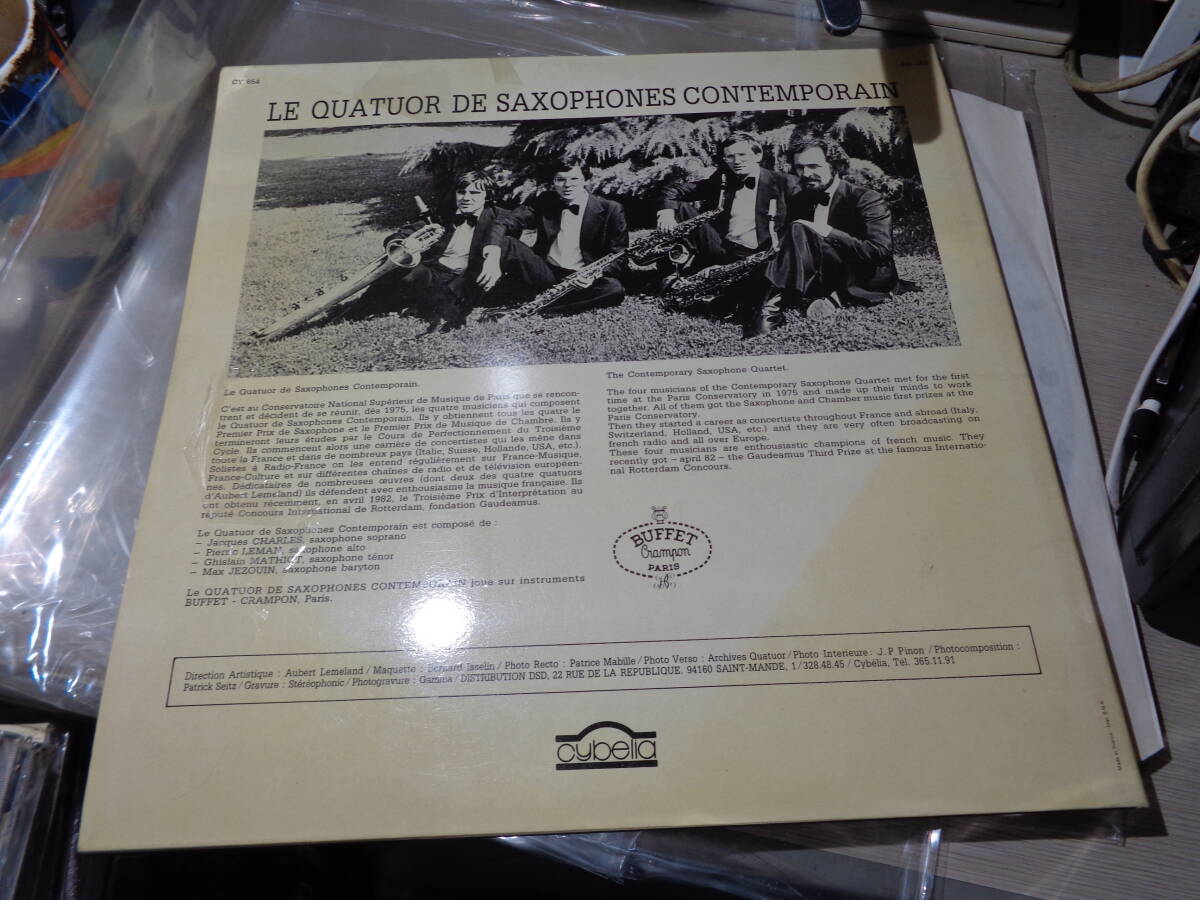 CY 654
LE QUATUOR DE SAXOPHONES CONTEMPORAIN
Le Quatuor de Saxophones Contemporain.
C'est au Conservatoire National Supérieur de Musique de Paris que se rencon-
trent et décident de se réunir, dès 1975, les quatre musiciens qui composent
le Quatuor de Saxophones Contemporain. Ils y obtiennent tous les quatre le
Premier Prix de Saxophone et le Premier Prix de Musique de Chambre. Ils y
termineront leurs études par le Cours de Perfectionnement du Troisième
Cycle. Ils commencent alors une carrière de concertistes qui les mène dans
toute la France et dans de nombreux pays (Italie, Suisse, Hollande, USA, etc.).
Solistes à Radio-France on les entend régulièrement sur France-Musique,
France-Culture et sur différentes chaînes de radio et de télévision européen-
nes. Dédicataires de nombreuses œuvres (dont deux des quatre quatuors
d'Aubert Lemeland) ils défendent avec enthousiasme la musique française. Ils
ont obtenu récemment, en avril 1982, le Troisième Prix d'Interprétation au
réputé Concours International de Rotterdam, fondation Gaudeamus.
Le Quatuor de Saxophones Contemporain est composé de :
– Jacques CHARLES, saxophone soprano
– Pierric LEMAN, saxophone alto
– Ghislain MATHIOT, saxophone ténor
– Max JEZOUIN, saxophone baryton
Le QUATUOR DE SAXOPHONES CONTEMPORAIN joue sur instruments
BUFFET - CRAMPON, Paris.
The Contemporary Saxophone Quartet.
The four musicians of the Contemporary Saxophone Quartet met for the first
time at the Paris Conservatory in 1975 and made up their minds to work
together. All of them got the Saxophone and Chamber music first prizes at the
Paris Conservatory.
Then they started a career as concertists throughout France and abroad (Italy,
Switzerland, Holland, USA, etc.) and they are very often broadcasting on
french radio and all over Europe.
These four musicians are enthusiastic champions of french music. They
recently got – april 82 – the Gaudeamus Third Prize at the famous Internatio-
nal Rotterdam Concours.
BUFFET
Crampon
PARIS
Direction Artistique : Aubert Lemeland / Maquette : Bernard Isselin / Photo Recto : Patrice Mabille / Photo Verso : Archives Quatuor / Photo Interieure : J.P Pinon / Photocomposition :
Patrick Seitz / Gravure : Stéréophonic / Photogravure : Gamma / DISTRIBUTION DSD, 22 RUE DE LA REPUBLIQUE. 94160 SAINT-MANDE, 1 / 328.48.45 / Cybélia, Tél. 365.11.91
cybelia